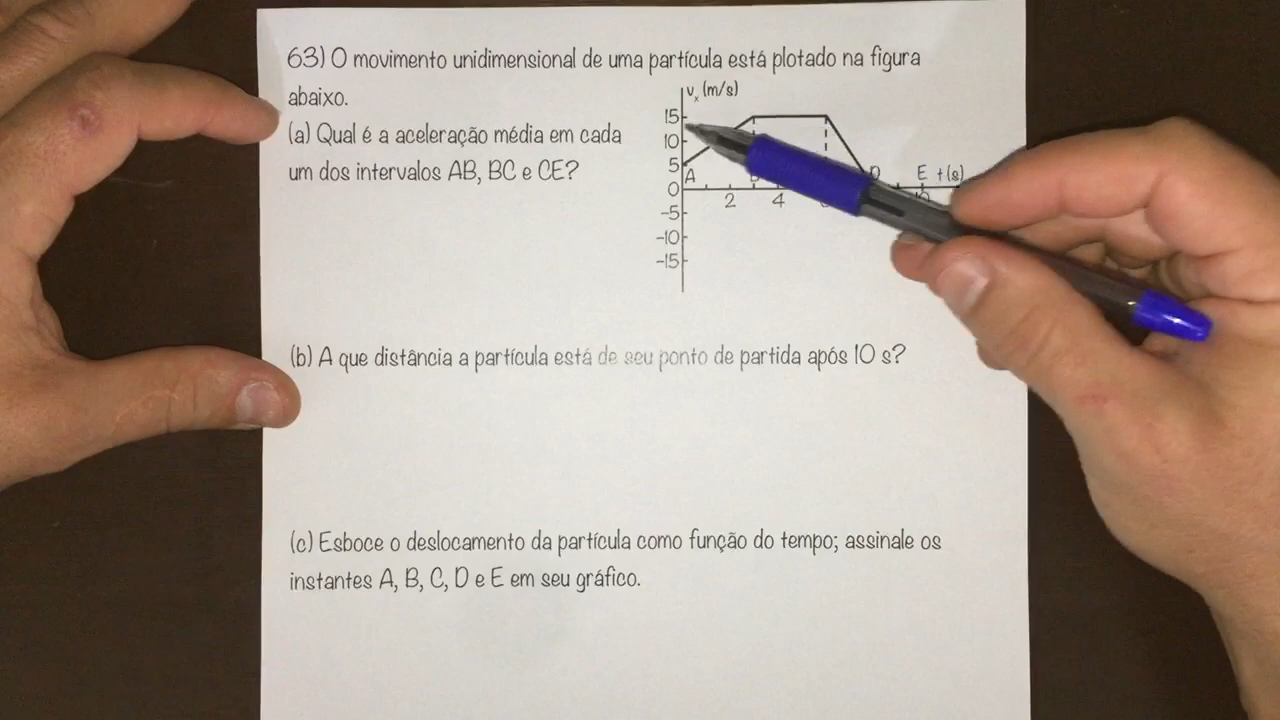 63) O movimento unidimensional de uma partícula está plotado na figura
abaixo.
(a) Qual é a aceleração média em cada
um dos intervalos AB, BC e CE?
vₓ (m/s)
15
10
5
0
-5
-10
-15
A
2
4
D
E t(s)
(b) A que distância a partícula está de seu ponto de partida após 10 s?
(c) Esboce o deslocamento da partícula como função do tempo; assinale os
instantes A, B, C, D e E em seu gráfico.